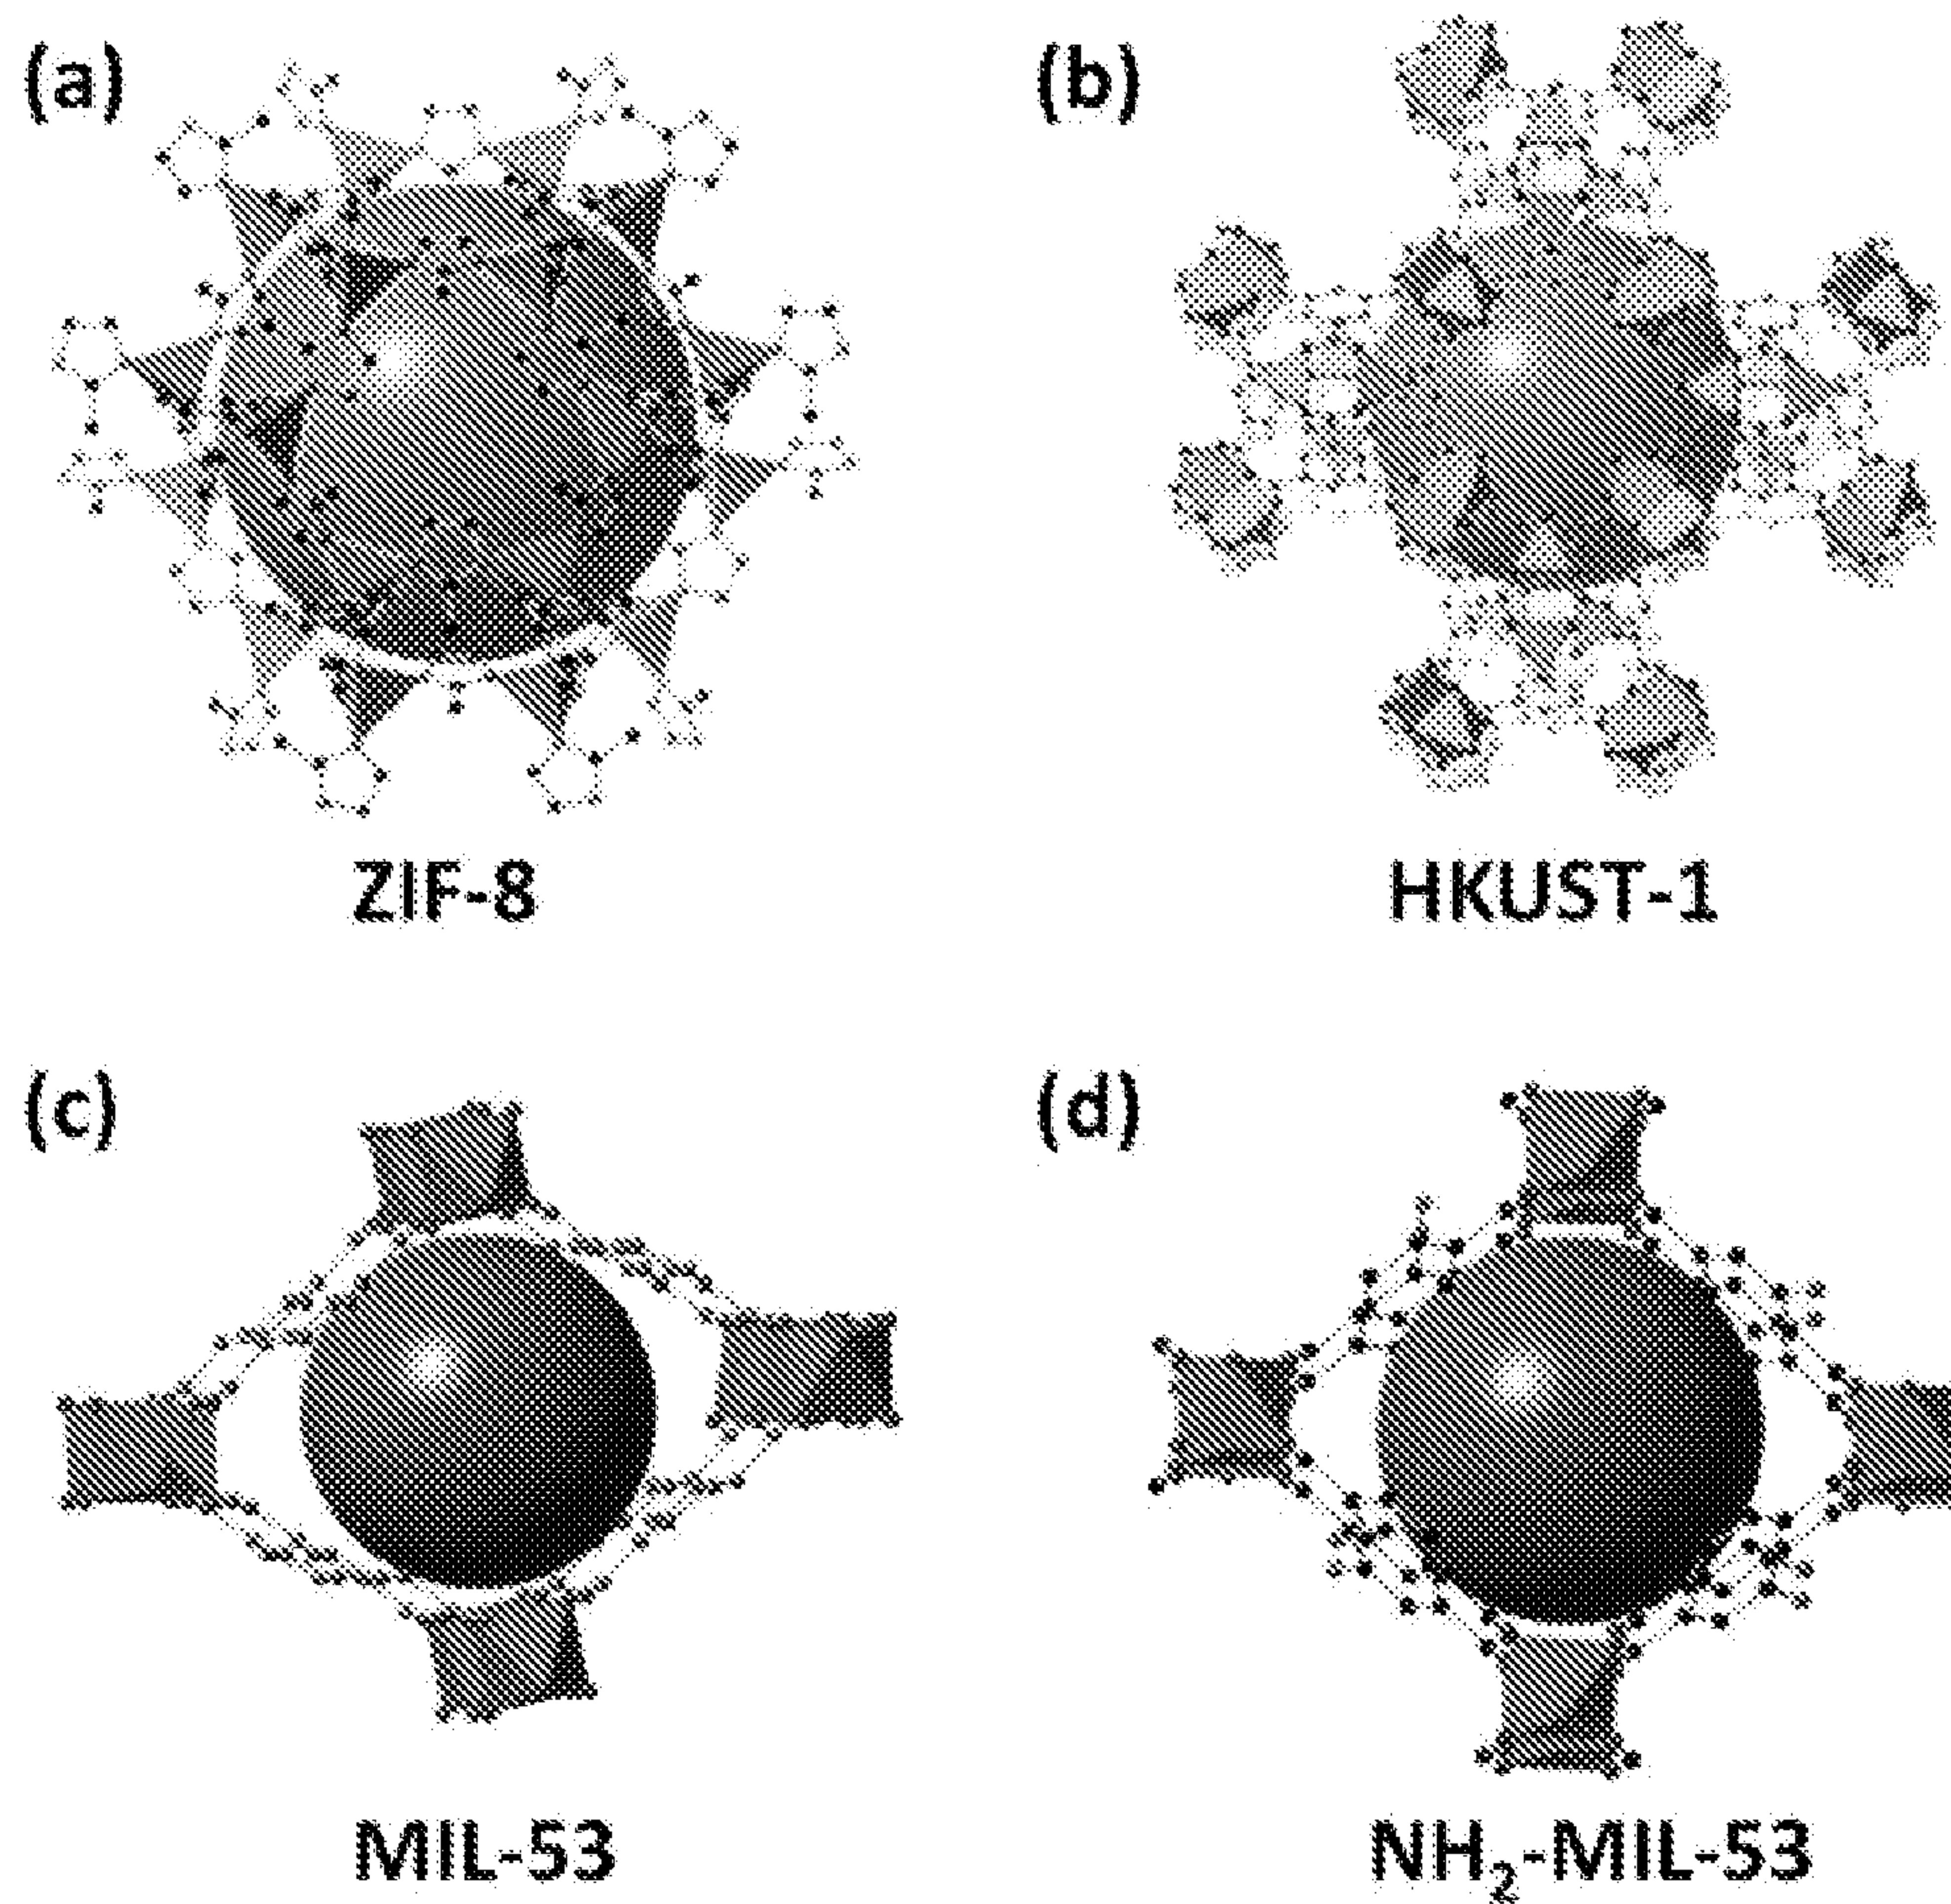 (a)
(b)
ZIF-8
HKUST-1
(c)
(d)
MIL-53
NH₂-MIL-53